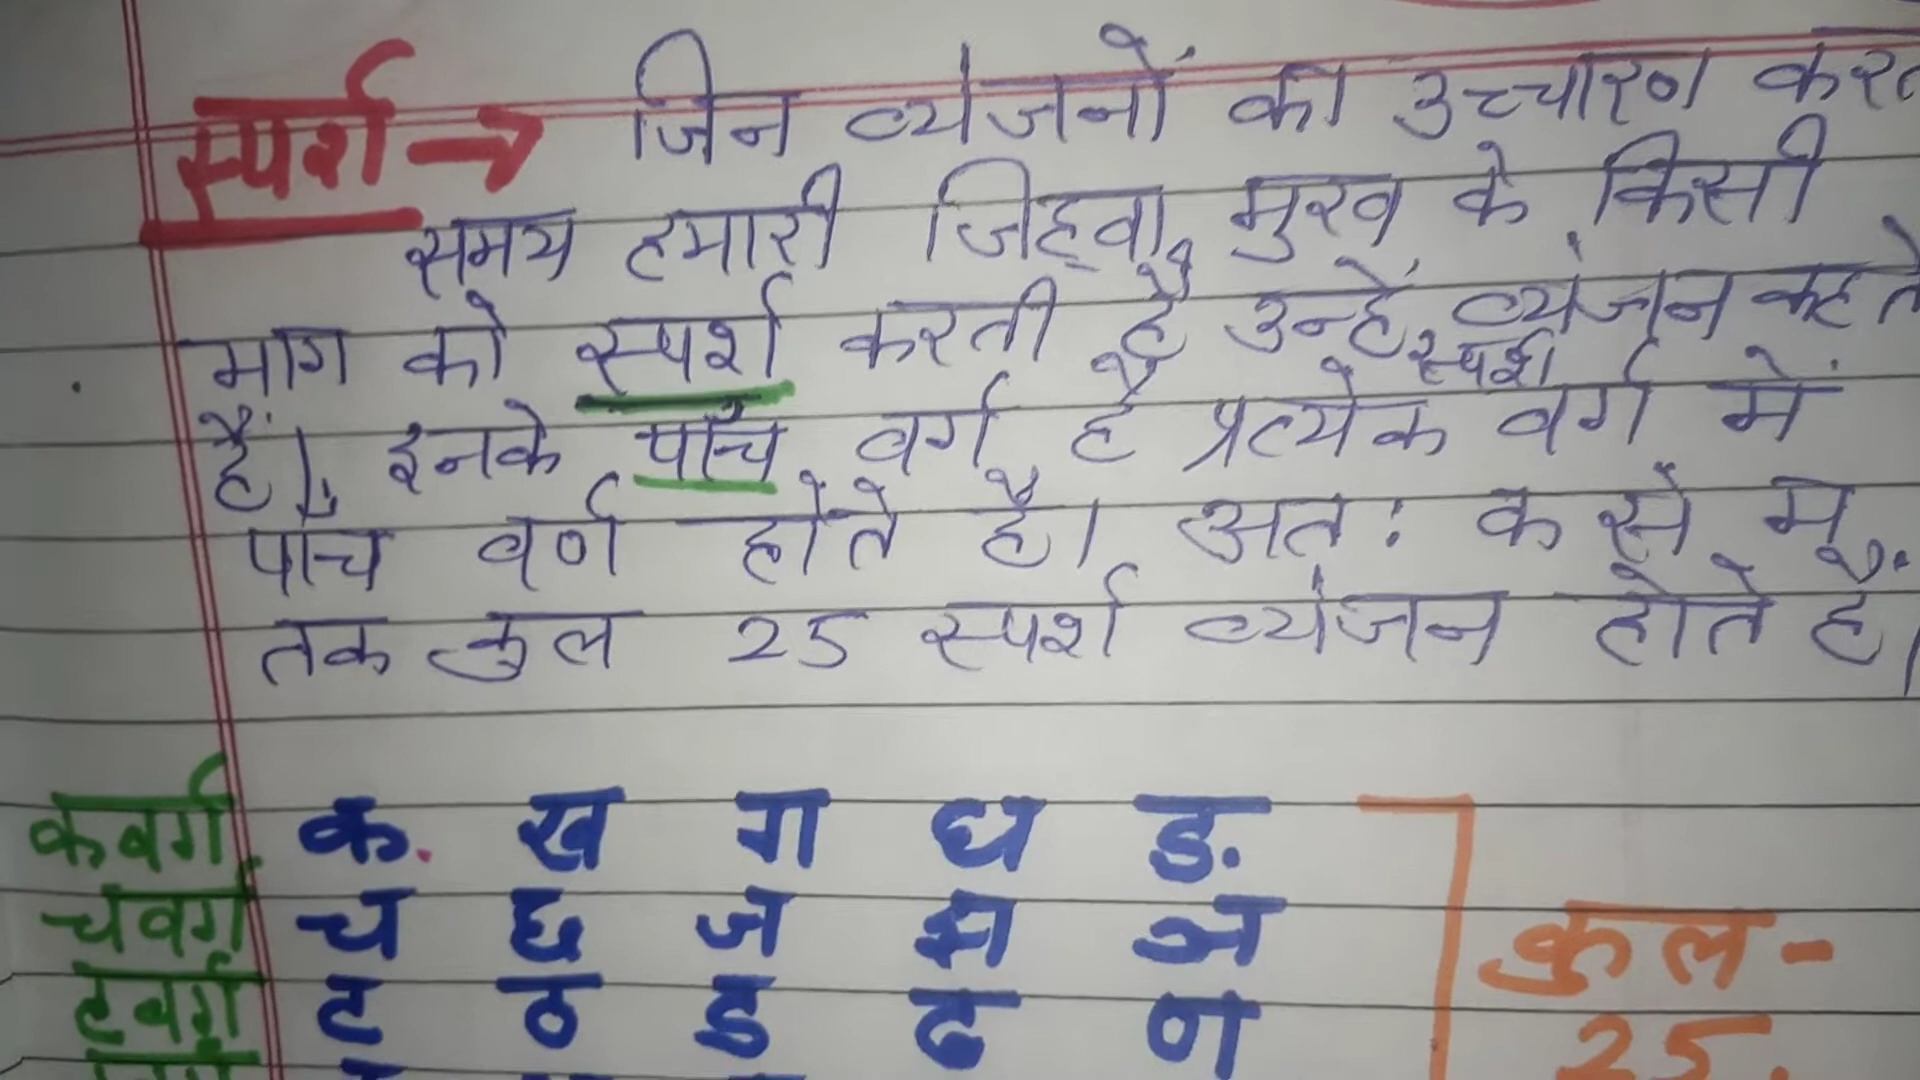 स्पर्श → जिन व्यंजनों का उच्चारण करत
समय हमारी जिह्वा मुख के किसी
भाग को स्पर्श करती है उन्हें स्पर्श व्यंजन कहते
हैं। इनके पाँच वर्ग है प्रत्येक वर्ग में
पाँच वर्ण होते है। अत: क से म
तक कुल 25 स्पर्श व्यंजन होते है।
कवर्ग क ख ग घ ङ
चवर्ग च छ ज झ ञ
टवर्ग ट ठ ड ढ ण
कुल -
25.